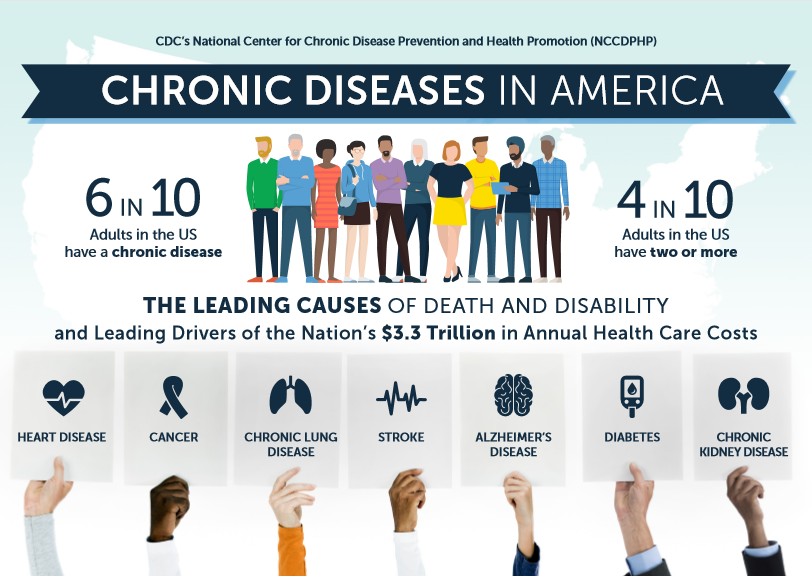 CDC's National Center for Chronic Disease Prevention and Health Promotion (NCCDPHP)
CHRONIC DISEASES IN AMERICA
6 IN 10
Adults in the US
have a chronic disease
4 IN 10
Adults in the US
have two or more
THE LEADING CAUSES OF DEATH AND DISABILITY
and Leading Drivers of the Nation's $3.3 Trillion in Annual Health Care Costs
HEART DISEASE
CANCER
CHRONIC LUNG
DISEASE
STROKE
ALZHEIMER'S
DISEASE
DIABETES
CHRONIC
KIDNEY DISEASE